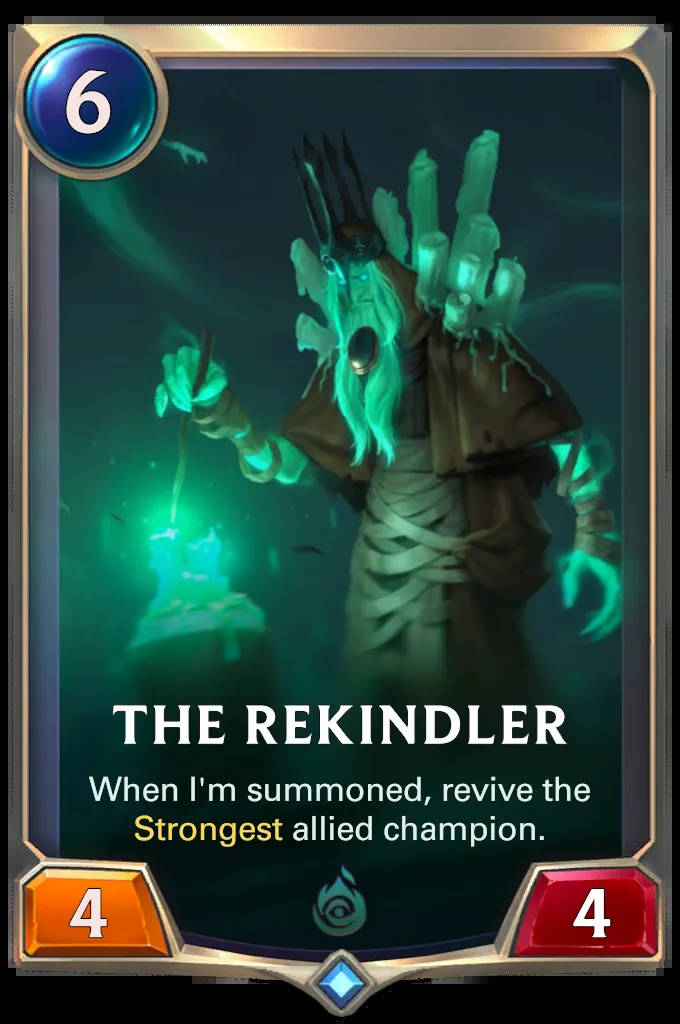 6
THE REKINDLER
When I'm summoned, revive the
Strongest allied champion.
4
4